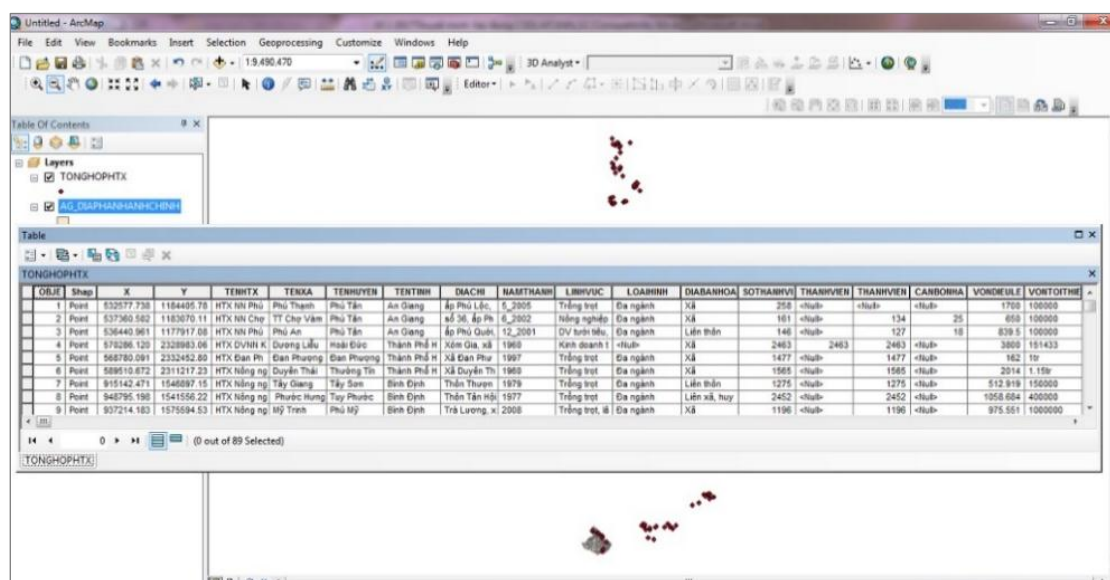 Untitled - ArcMap
File Edit View Bookmarks Insert Selection Geoprocessing Customize Windows Help
1:9.490.470 3D Analyst
Editor
Table Of Contents
Layers
TONGHOPHTX
AG_DIAPHANHANHCHINH
Table
TONGHOPHTX
OBJE Shap X Y TENHTX TENXA TENHUYEN TENTINH DIACHI NAMTHANH LINHVUC LOAIHINH DIABANHOA SOTHANHVI THANHVIEN THANHVIEN CANBONHA VONDIEULE VONTOITHIE
1 Point 532577.738 1184405.78 HTX NN Phú Phú Thạnh Phú Tân An Giang ấp Phú Lộc, 5_2005 Trồng trọt Đa ngành Xã 258 <Null> <Null> <Null> 1700 100000
2 Point 537360.502 1183070.11 HTX NN Chợ TT Chợ Vàm Phú Tân An Giang số 36, ấp Ph 6_2002 Nông nghiệp Đa ngành Xã 161 <Null> 134 25 650 100000
3 Point 536440.961 1177917.08 HTX NN Phú Phú An Phú Tân An Giang ấp Phú Quới, 12_2001 DV tưới tiêu, Đa ngành Liên thôn 146 <Null> 127 18 839.5 100000
4 Point 570286.120 2328983.06 HTX DVNN K Dương Liễu Hoài Đức Thành Phố H Xóm Gia, xã 1960 Kinh doanh t <Null> Xã 2463 2463 2463 <Null> 3800 151433
5 Point 568780.091 2332452.80 HTX Đan Ph Đan Phượng Đan Phượng Thành Phố H Xã Đan Phư 1997 Trồng trọt Đa ngành Xã 1477 <Null> 1477 <Null> 162 1tr
6 Point 589510.672 2311217.23 HTX Nông ng Duyên Thái Thường Tín Thành Phố H Xã Duyên Th 1960 Trồng trọt Đa ngành Xã 1565 <Null> 1565 <Null> 2014 1.15tr
7 Point 915142.471 1546897.15 HTX Nông ng Tây Giang Tây Sơn Bình Định Thôn Thượn 1979 Trồng trọt Đa ngành Liên thôn 1275 <Null> 1275 <Null> 512.919 150000
8 Point 948795.198 1541556.22 HTX Nông ng Phước Hưng Tuy Phước Bình Định Thôn Tân Hội 1977 Trồng trọt Đa ngành Liên xã, huy 2452 <Null> 2452 <Null> 1058.684 400000
9 Point 937214.183 1575594.53 HTX Nông ng Mỹ Trinh Phù Mỹ Bình Định Trà Lương, x 2008 Trồng trọt, lâ Đa ngành Xã 1196 <Null> 1196 <Null> 975.551 1000000
0 (0 out of 89 Selected)
TONGHOPHTX